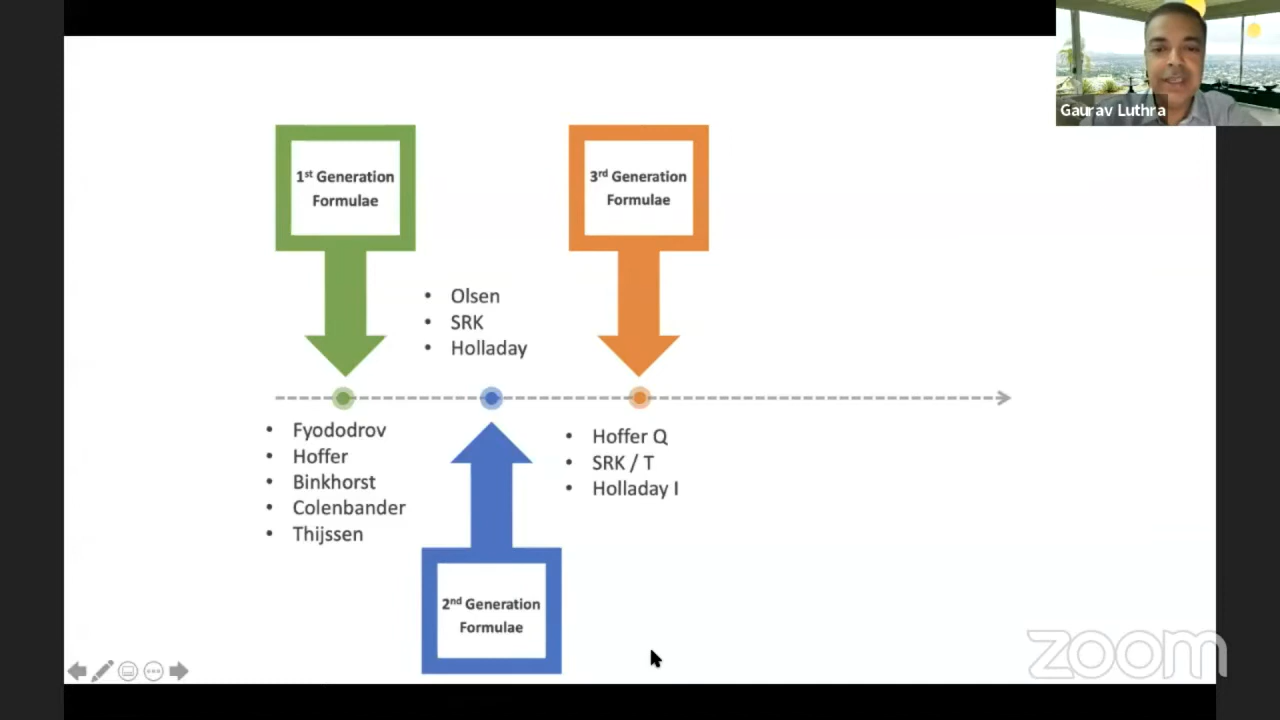 Gaurav Luthra
1st Generation
Formulae
3rd Generation
Formulae
• Olsen
• SRK
• Holladay
• Fyododrov
• Hoffer
• Binkhorst
• Colenbander
• Thijssen
• Hoffer Q
• SRK / T
• Holladay I
2nd Generation
Formulae
zoom